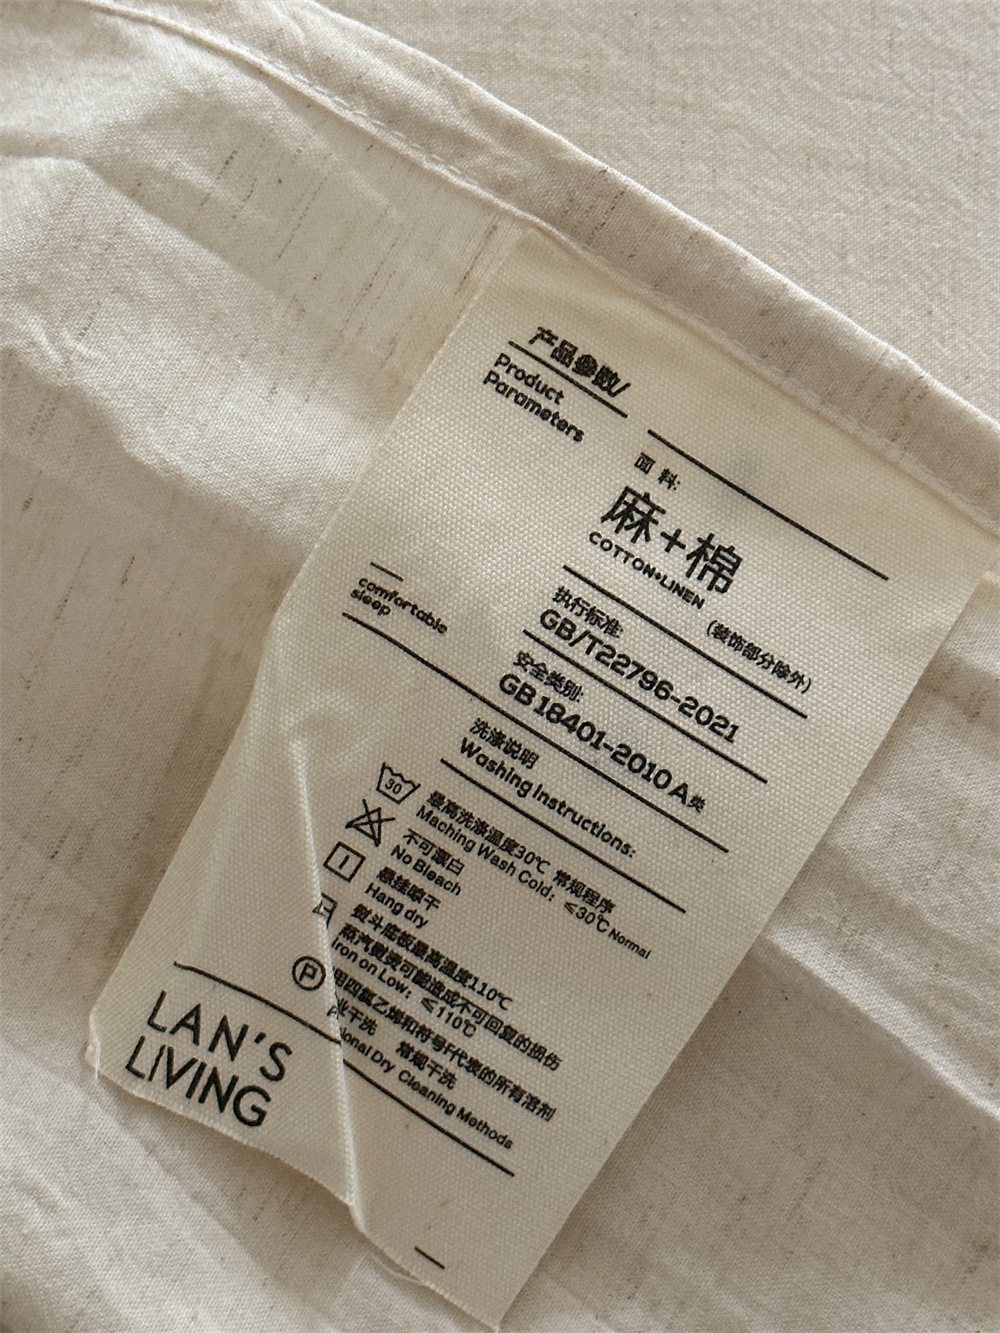 产品参数/
Product
Parameters
面 料:
麻+棉
COTTON+LINEN
(装饰部分除外)
执行标准:
GB/T22796-2021
安全类别:
GB 18401-2010 A类
comfortable
sleep
洗涤说明
Washing Instructions:
30
最高洗涤温度30℃ 常规程序
Maching Wash Cold: ≤30℃ Normal
不可漂白
No Bleach
悬挂晾干
Hang dry
熨斗底板最高温度110℃
蒸汽熨烫可能造成不可回复的损伤
Iron on Low: ≤110℃
P
用四氯乙烯和符号F代表的所有溶剂
业干洗 常规干洗
ional Dry Cleaning Methods
LAN'S
LIVING